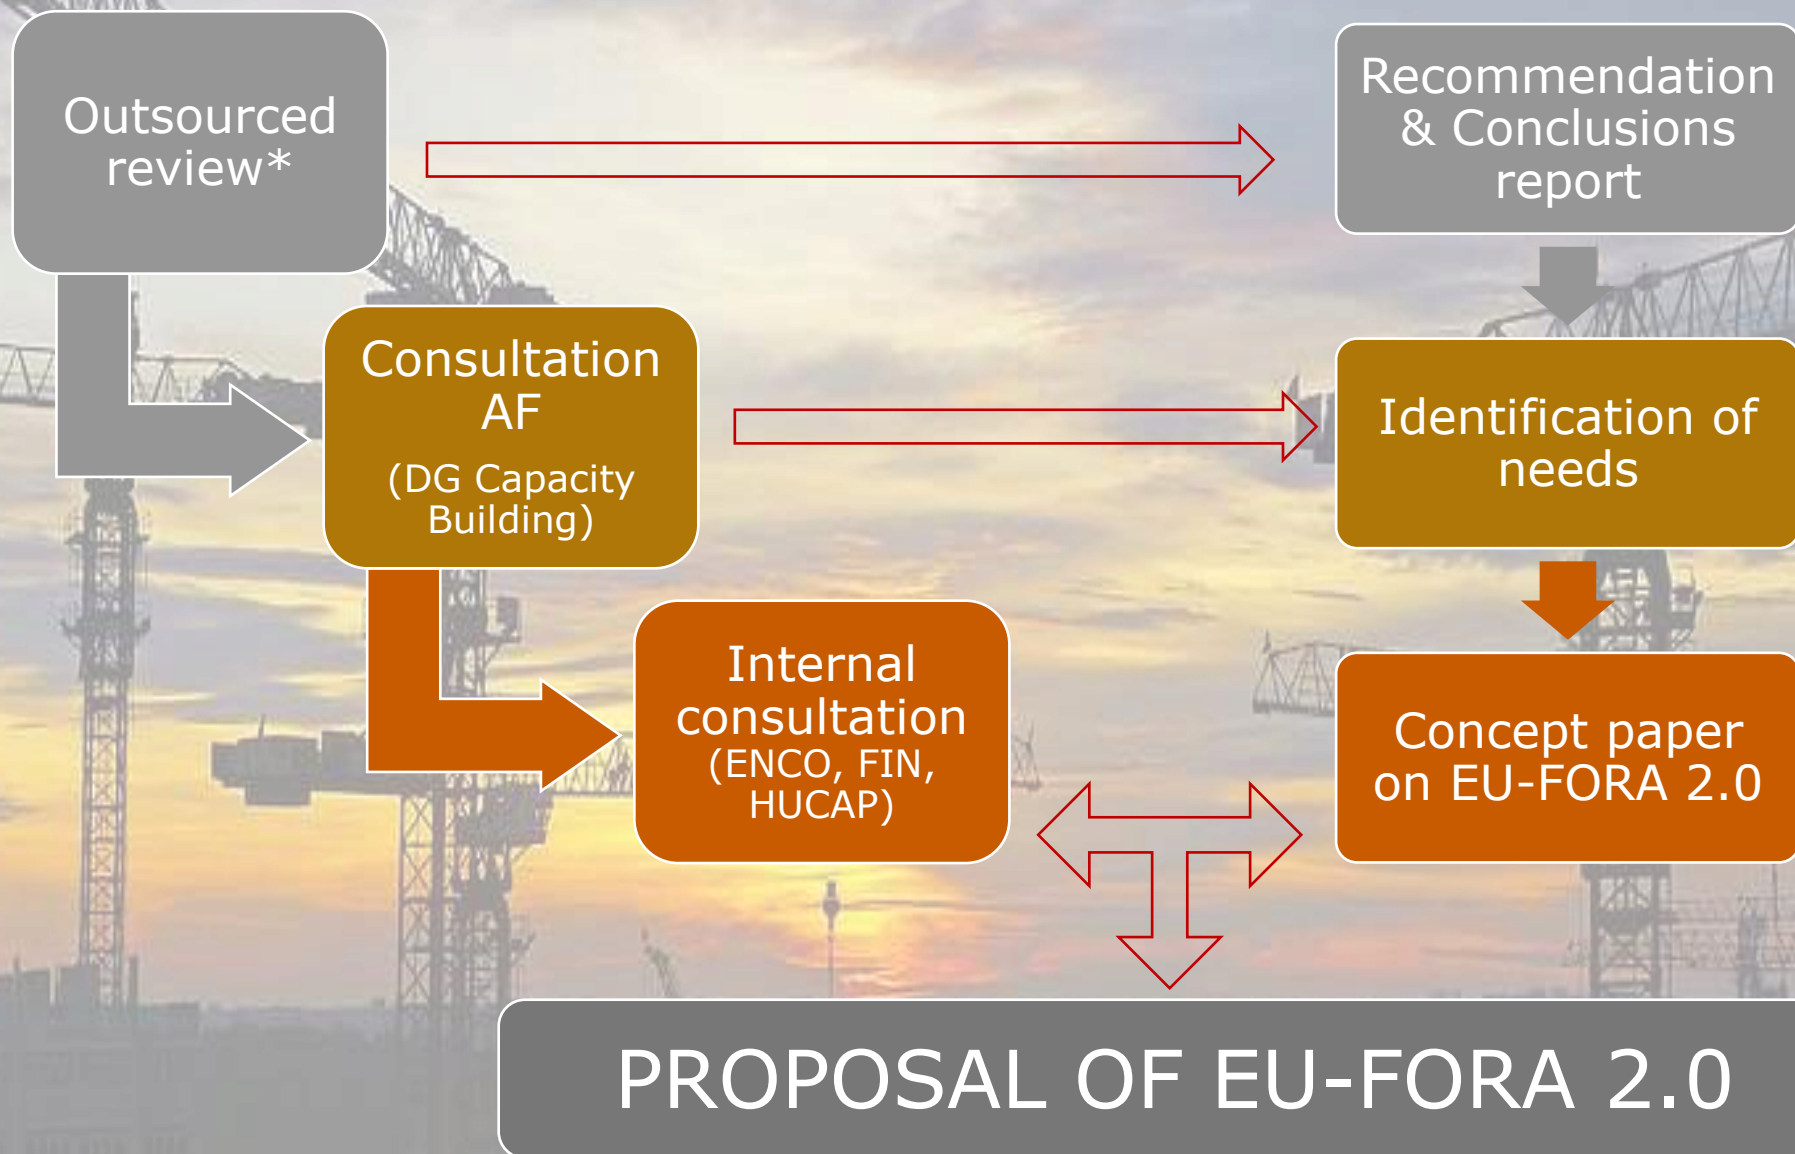 Outsourced
review*
Recommendation
& Conclusions
report
Consultation
AF
(DG Capacity
Building)
Identification of
needs
Internal
consultation
(ENCO, FIN,
HUCAP)
Concept paper
on EU-FORA 2.0
PROPOSAL OF EU-FORA 2.0